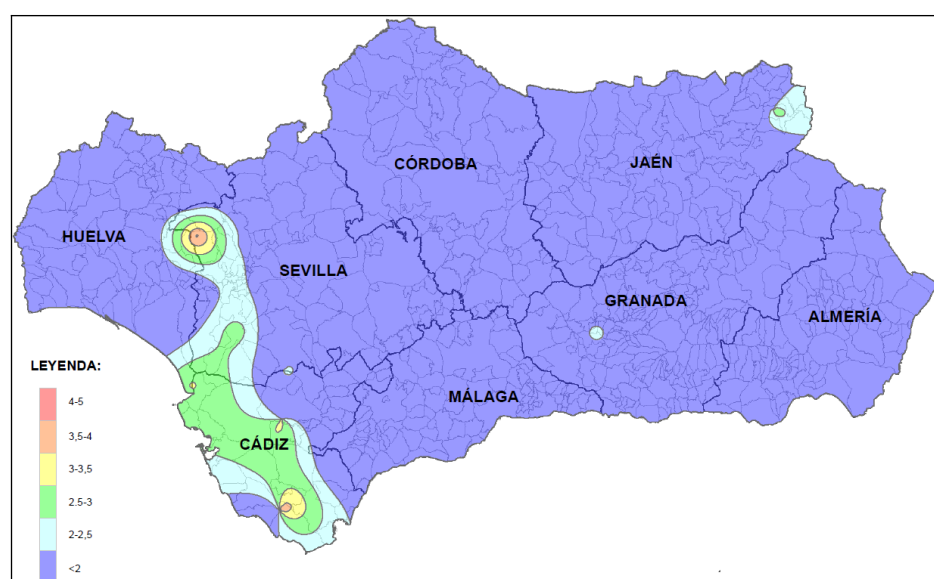 CÓRDOBA
JAÉN
HUELVA
SEVILLA
GRANADA
ALMERÍA
MÁLAGA
CÁDIZ
LEYENDA:
4-5
3,5-4
3-3,5
2.5-3
2-2,5
<2